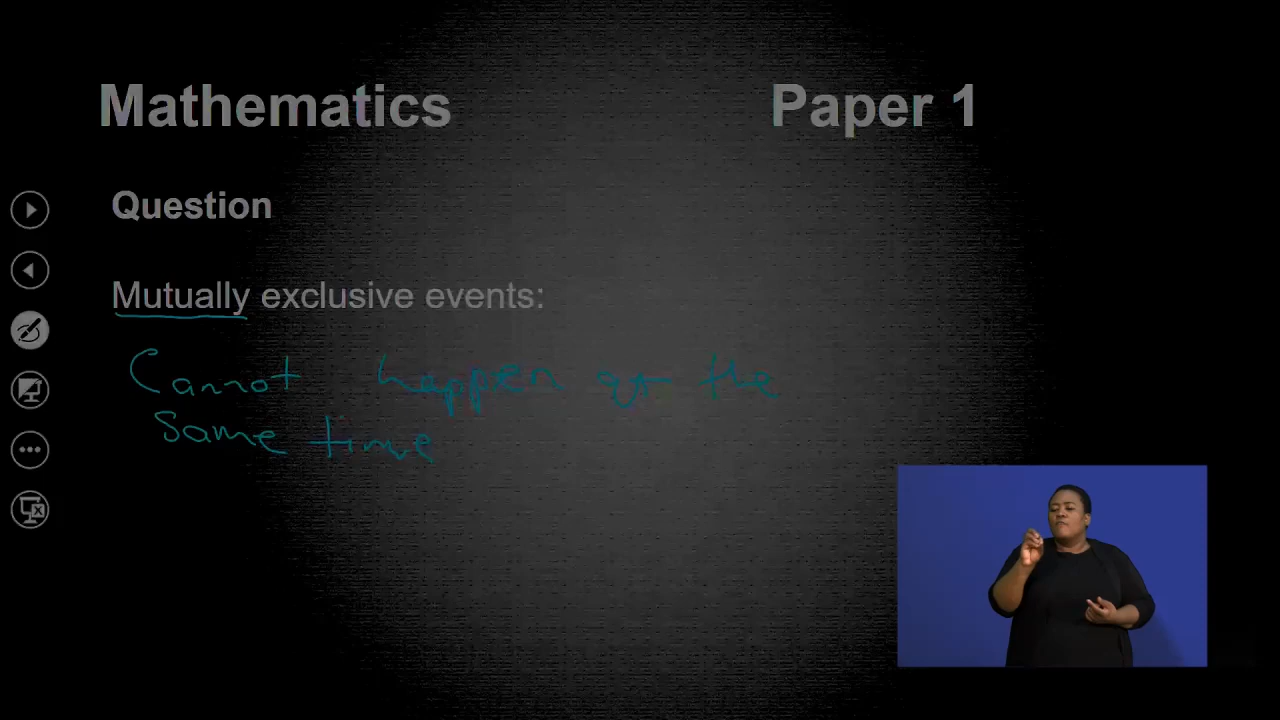 Mathematics Paper 1
Question
Mutually exclusive events:
Cannot happen at the
Same time